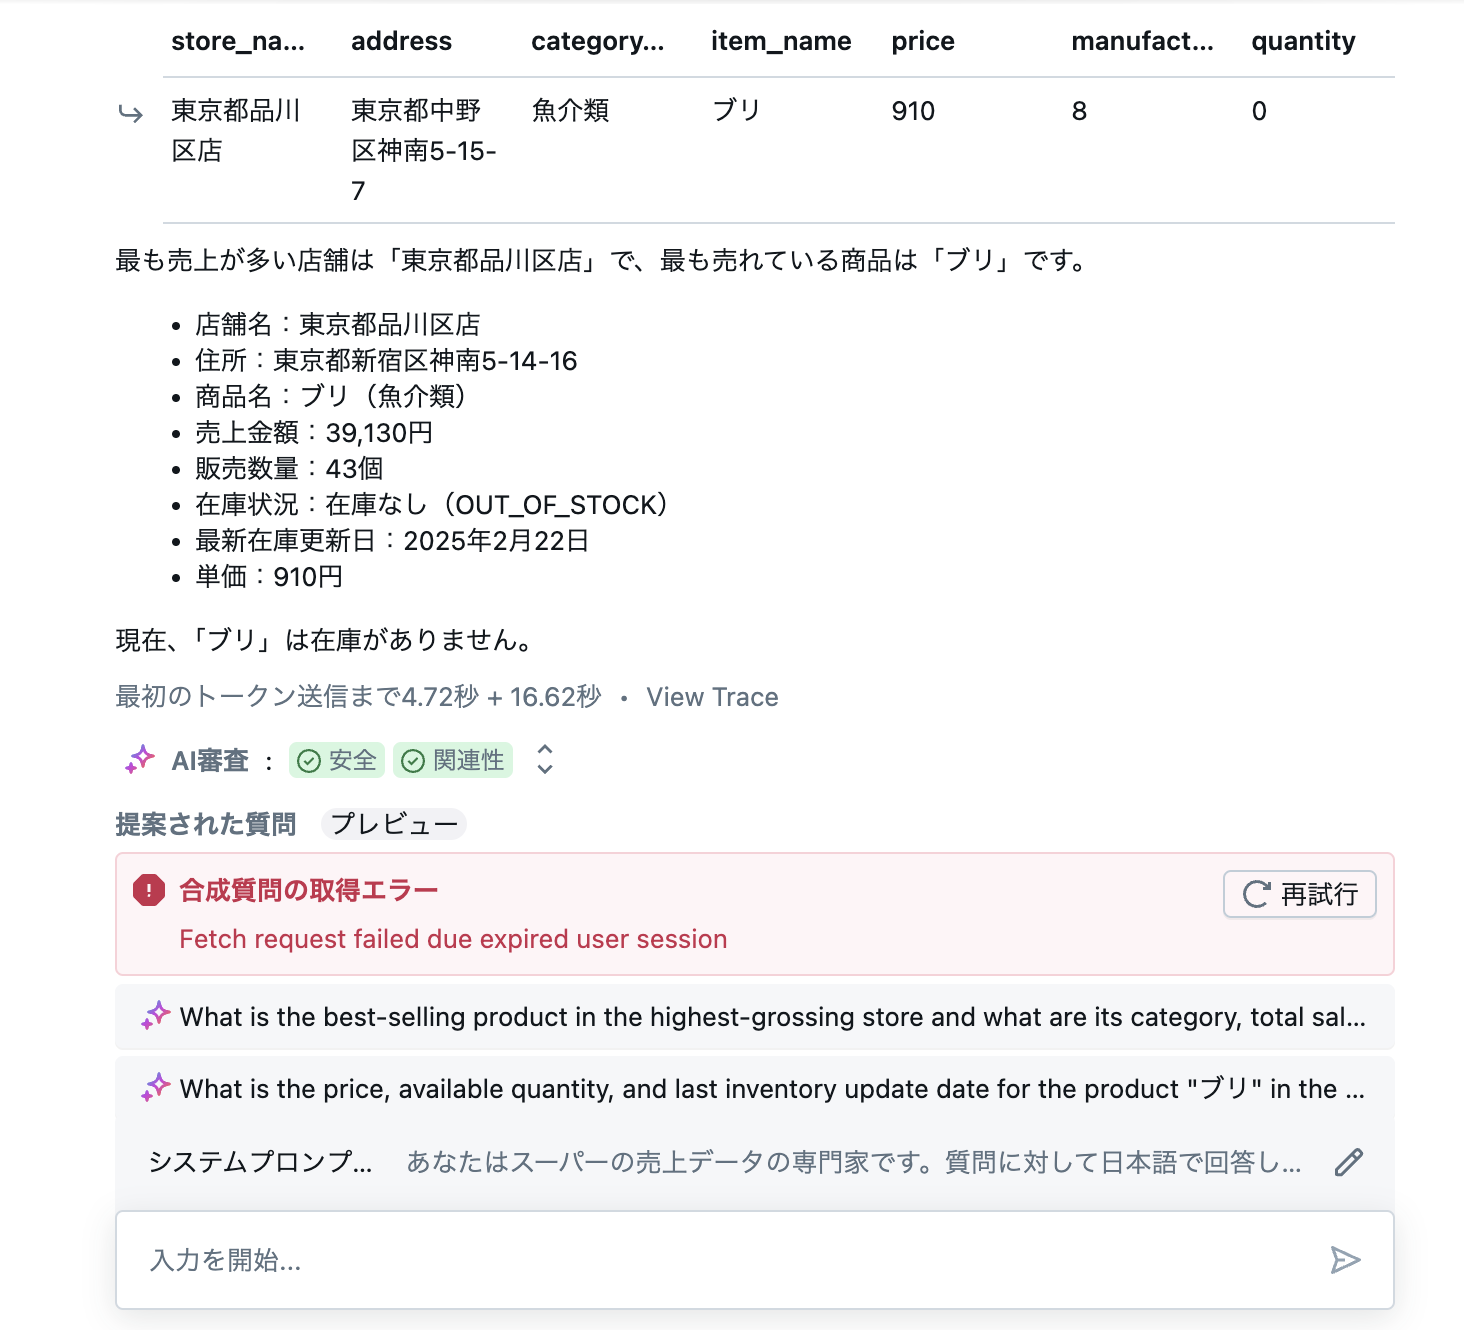 store_na... address category... item_name price manufact... quantity
東京都品川 東京都中野 魚介類 ブリ 910 8 0
区店 区神南5-15-
7
最も売上が多い店舗は「東京都品川区店」で、最も売れている商品は「ブリ」です。
• 店舗名：東京都品川区店
• 住所：東京都新宿区神南5-14-16
• 商品名：ブリ（魚介類）
• 売上金額：39,130円
• 販売数量：43個
• 在庫状況：在庫なし（OUT_OF_STOCK）
• 最新在庫更新日：2025年2月22日
• 単価：910円
現在、「ブリ」は在庫がありません。
最初のトークン送信まで4.72秒 + 16.62秒 • View Trace
AI審査 : 安全 関連性
提案された質問 プレビュー
合成質問の取得エラー 再試行
Fetch request failed due expired user session
What is the best-selling product in the highest-grossing store and what are its category, total sal...
What is the price, available quantity, and last inventory update date for the product "ブリ" in the ...
システムプロンプ... あなたはスーパーの売上データの専門家です。質問に対して日本語で回答し...
入力を開始...